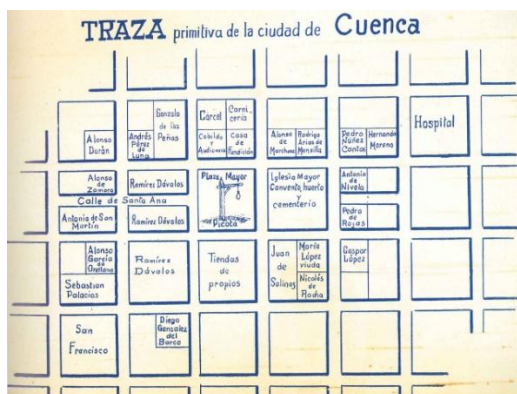 TRAZA primitiva de la ciudad de Cuenca
Alonso
Durán
Andrés
Pérez
de
Luna
Gonzalo
de las
Peñas
Cárcel
Carni-
cería
Cabildo
y
Audiencia
Casa
de
Fundición
Alonso
de
Marchena
Rodrigo
Arias de
Mansilla
Pedro
Núñez
Cantos
Hernando
Moreno
Hospital
Alonso
de
Zamora
Ramírez Dávalos
Plaza Mayor
Picota
Iglesia Mayor
Convento, huerto
y
cementerio
Antonio
de
Nivelo
Calle de Santa Ana
Antonio de San
Martín
Ramírez Dávalos
Pedro
de
Rojas
Alonso
García
de
Orellana
Sebastian
Palacios
Ramírez
Dávalos
Tiendas
de
propios
Juan
de
Salinas
María
López
viuda
Nicolás
de
Rocha
Gaspar
López
San
Francisco
Diego
González
del
Barco